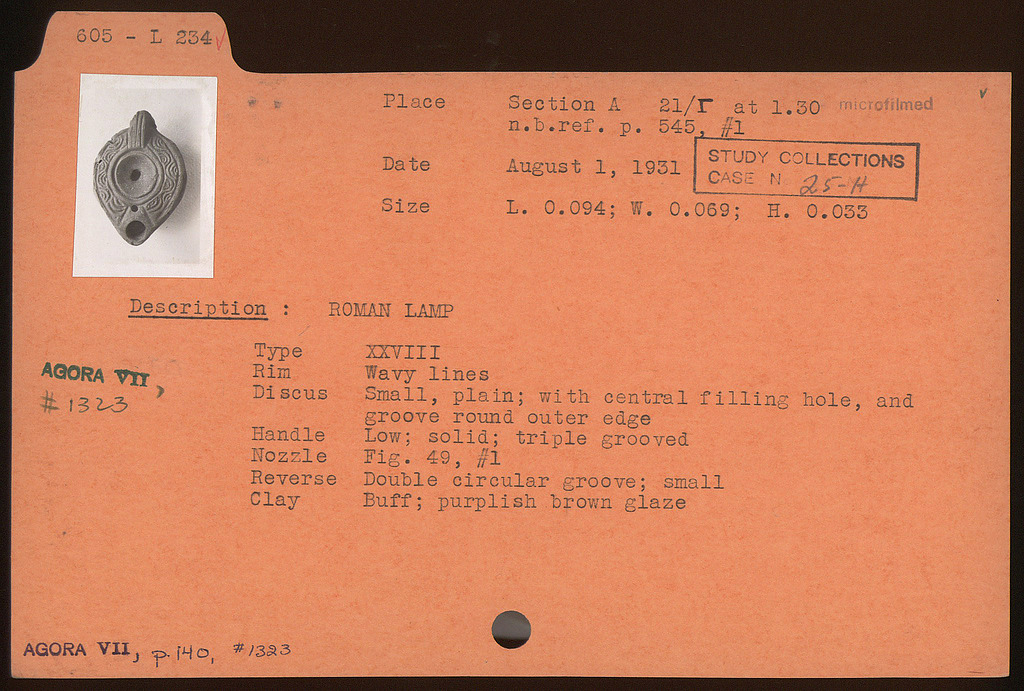 605 - L 234
Place Section A 21/Γ at 1.30 microfilmed
n.b.ref. p. 545, #1
Date August 1, 1931
STUDY COLLECTIONS
CASE N 25-H
Size L. 0.094; W. 0.069; H. 0.033
Description : ROMAN LAMP
Type XXVIII
Rim Wavy lines
Discus Small, plain; with central filling hole, and
groove round outer edge
Handle Low; solid; triple grooved
Nozzle Fig. 49, #1
Reverse Double circular groove; small
Clay Buff; purplish brown glaze
AGORA VII,
# 1323
AGORA VII, p. 140, #1323